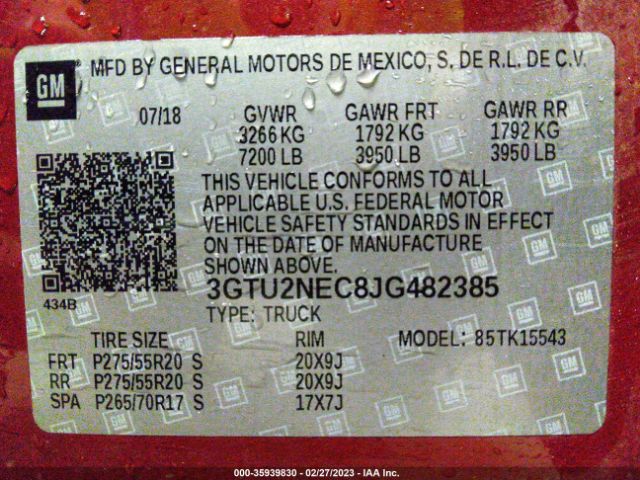 GM MFD BY GENERAL MOTORS DE MEXICO, S. DE R.L. DE C.V.
07/18 GVWR GAWR FRT GAWR RR
3266 KG 1792 KG 1792 KG
7200 LB 3950 LB 3950 LB
THIS VEHICLE CONFORMS TO ALL
APPLICABLE U.S. FEDERAL MOTOR
VEHICLE SAFETY STANDARDS IN EFFECT
ON THE DATE OF MANUFACTURE
SHOWN ABOVE.
434B 3GTU2NEC8JG482385
TYPE: TRUCK
TIRE SIZE RIM MODEL: 85TK15543
FRT P275/55R20 S 20X9J
RR P275/55R20 S 20X9J
SPA P265/70R17 S 17X7J
000-35939830 - 02/27/2023 - IAA Inc.